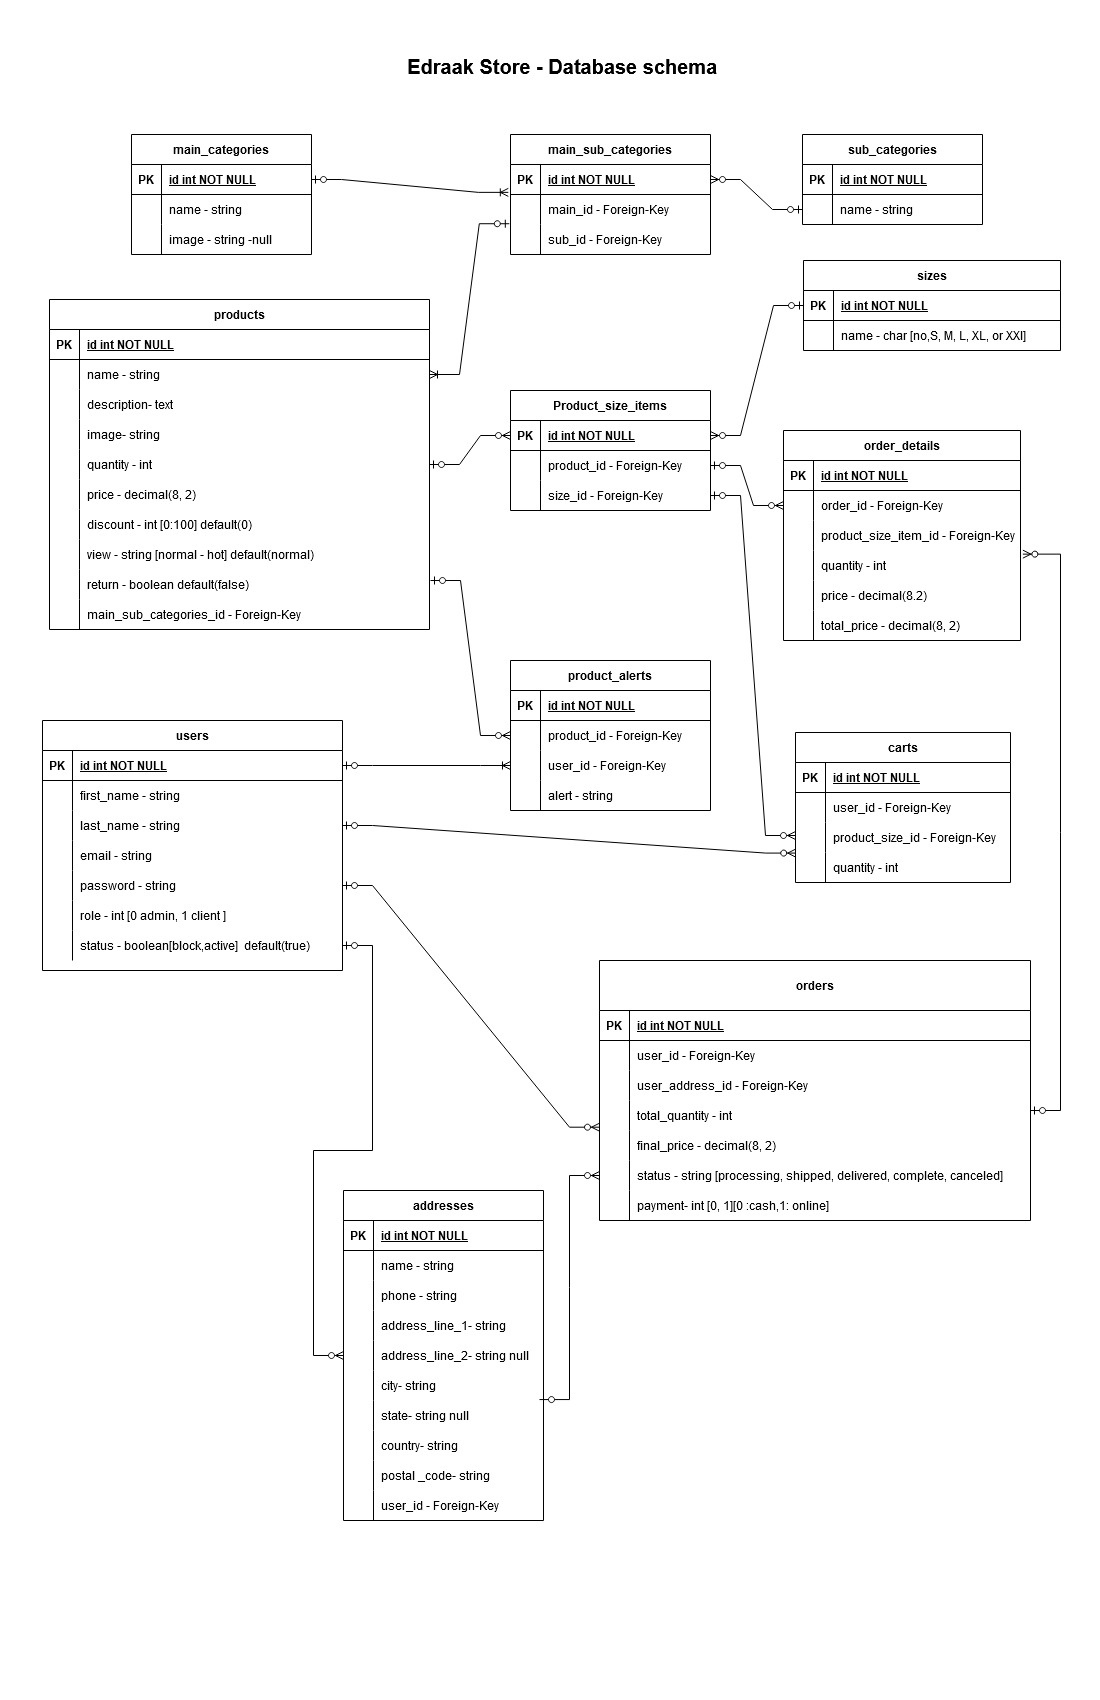 Edraak Store - Database schema
main_categories
PK id int NOT NULL
name - string
image - string -null
main_sub_categories
PK id int NOT NULL
main_id - Foreign-Key
sub_id - Foreign-Key
sub_categories
PK id int NOT NULL
name - string
sizes
PK id int NOT NULL
name - char [no,S, M, L, XL, or XXl]
products
PK id int NOT NULL
name - string
description- text
image- string
quantity - int
price - decimal(8, 2)
discount - int [0:100] default(0)
view - string [normal - hot] default(normal)
return - boolean default(false)
main_sub_categories_id - Foreign-Key
Product_size_items
PK id int NOT NULL
product_id - Foreign-Key
size_id - Foreign-Key
order_details
PK id int NOT NULL
order_id - Foreign-Key
product_size_item_id - Foreign-Key
quantity - int
price - decimal(8.2)
total_price - decimal(8, 2)
product_alerts
PK id int NOT NULL
product_id - Foreign-Key
user_id - Foreign-Key
alert - string
users
PK id int NOT NULL
first_name - string
last_name - string
email - string
password - string
role - int [0 admin, 1 client ]
status - boolean[block,active]  default(true)
carts
PK id int NOT NULL
user_id - Foreign-Key
product_size_id - Foreign-Key
quantity - int
orders
PK id int NOT NULL
user_id - Foreign-Key
user_address_id - Foreign-Key
total_quantity - int
final_price - decimal(8, 2)
status - string [processing, shipped, delivered, complete, canceled]
payment- int [0, 1][0 :cash,1: online]
addresses
PK id int NOT NULL
name - string
phone - string
address_line_1- string
address_line_2- string null
city- string
state- string null
country- string
postal _code- string
user_id - Foreign-Key